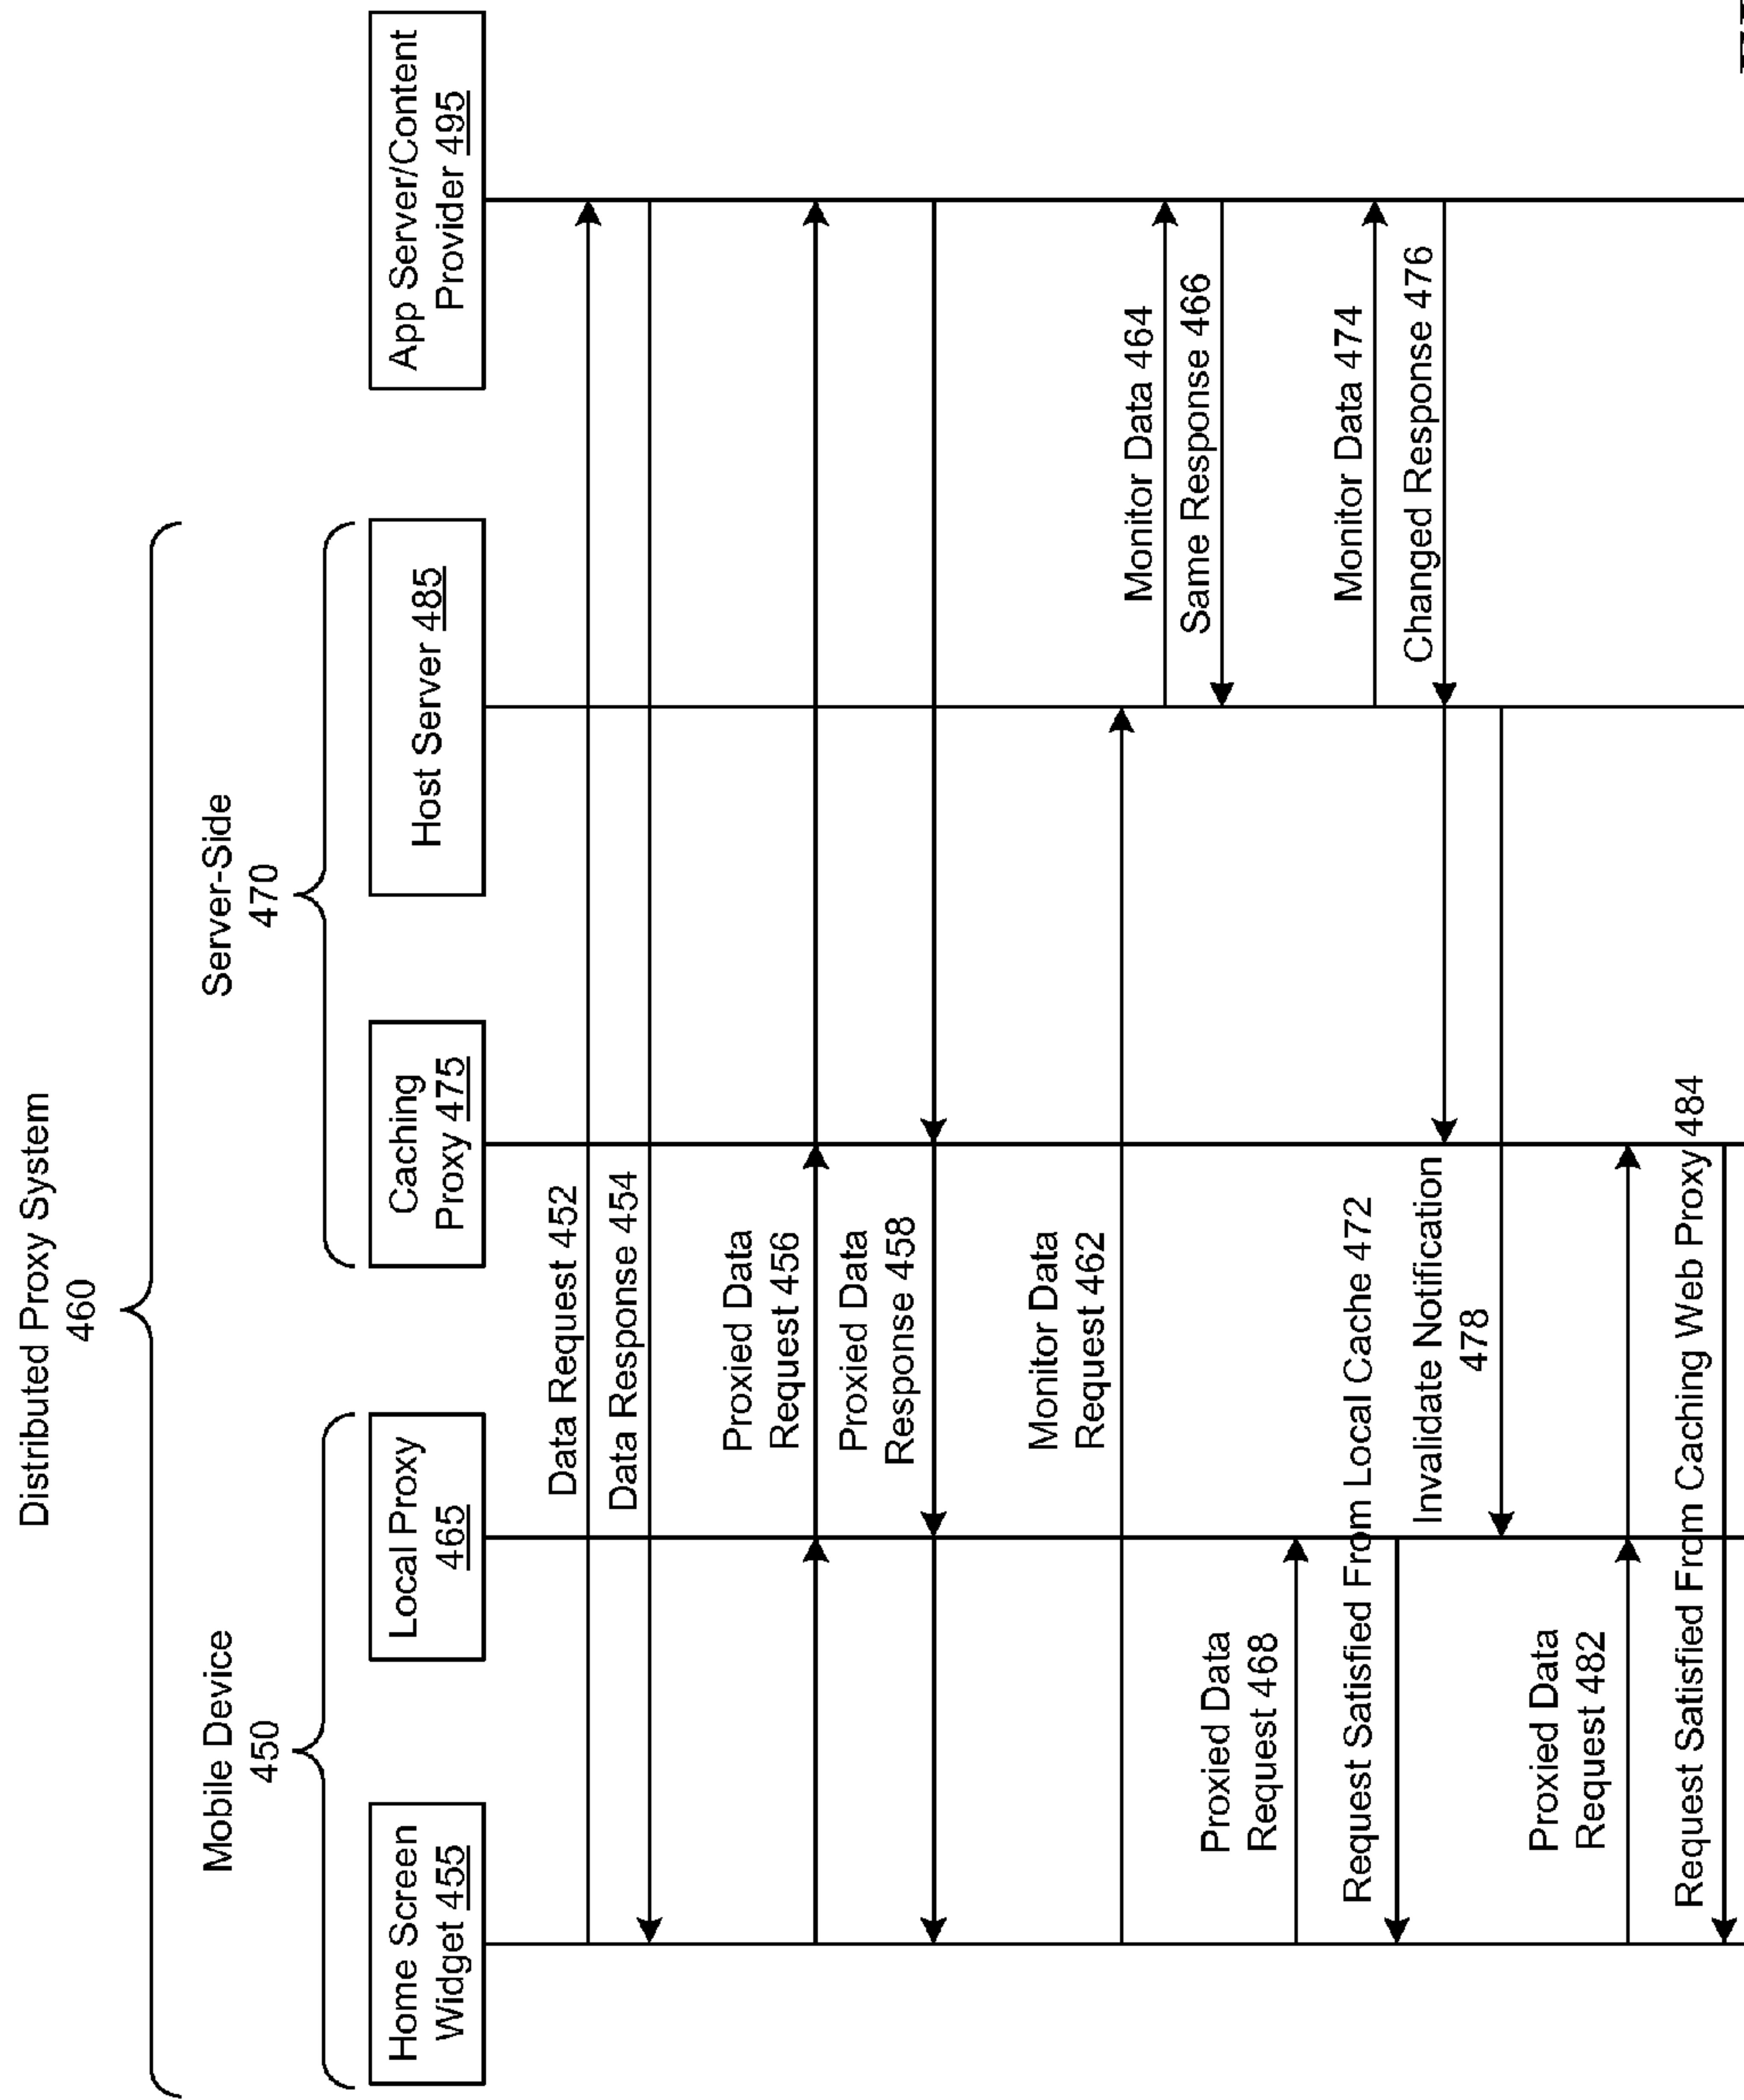 Distributed Proxy System
460
Mobile Device
450
Server-Side
470
Home Screen
Widget 455
Local Proxy
465
Caching
Proxy 475
Host Server 485
App Server/Content
Provider 495
Data Request 452
Data Response 454
Proxied Data
Request 456
Proxied Data
Response 458
Monitor Data
Request 462
Monitor Data 464
Same Response 466
Proxied Data
Request 468
Request Satisfied From Local Cache 472
Monitor Data 474
Changed Response 476
Invalidate Notification
478
Proxied Data
Request 482
Request Satisfied From Caching Web Proxy 484